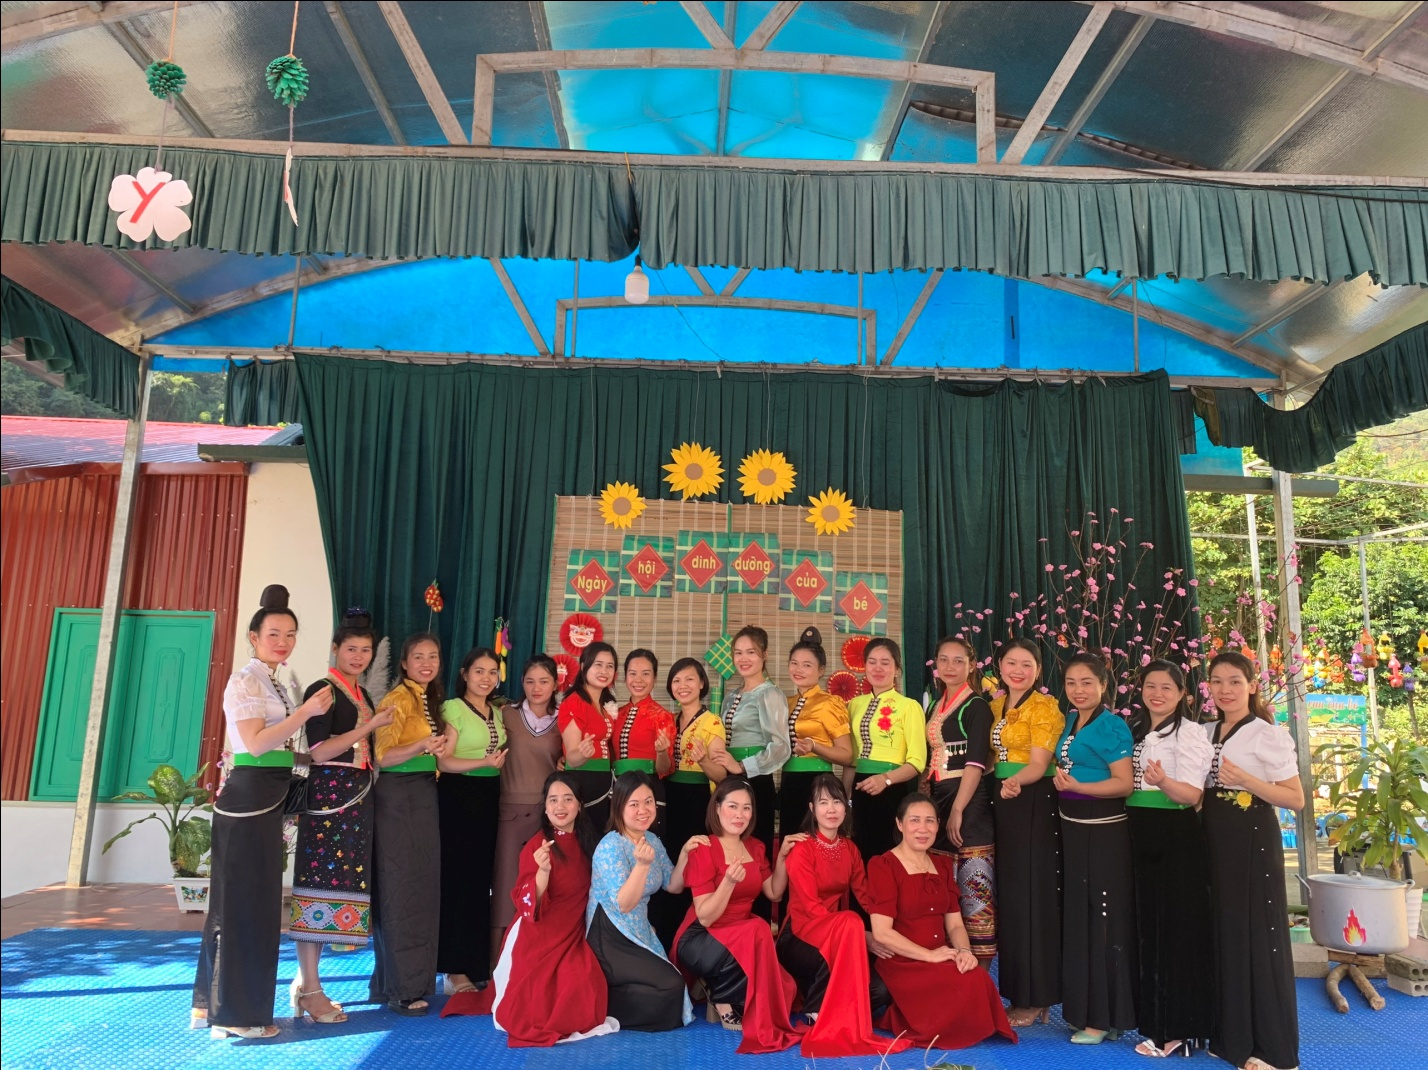 Y
Ngày hội dinh dưỡng của bé